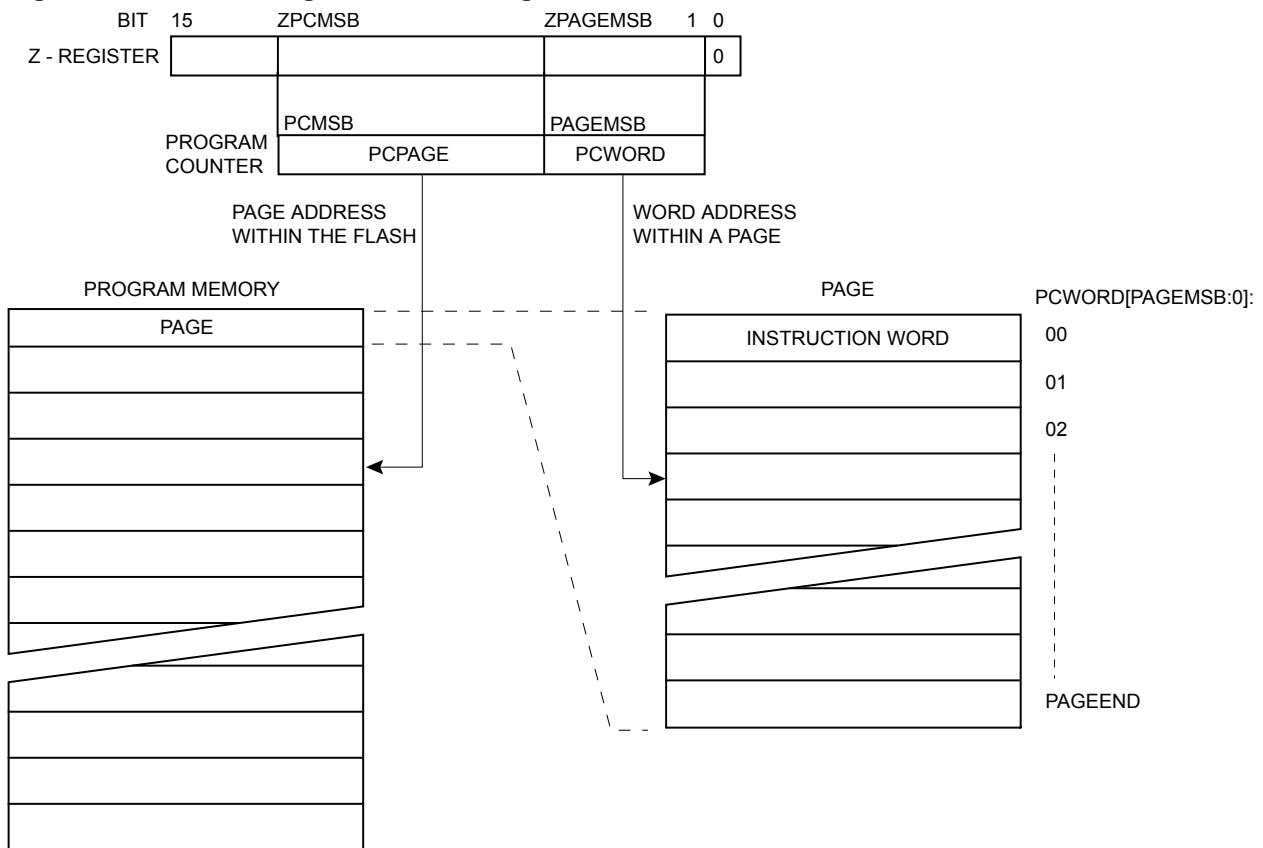 BIT 15 ZPCMSB ZPAGEMSB 1 0
Z - REGISTER 0
PCMSB PAGEMSB
PROGRAM
COUNTER
PCPAGE PCWORD
PAGE ADDRESS
WITHIN THE FLASH
WORD ADDRESS
WITHIN A PAGE
PROGRAM MEMORY
PAGE
PAGE
PCWORD[PAGEMSB:0]:
INSTRUCTION WORD
00
01
02
PAGEEND